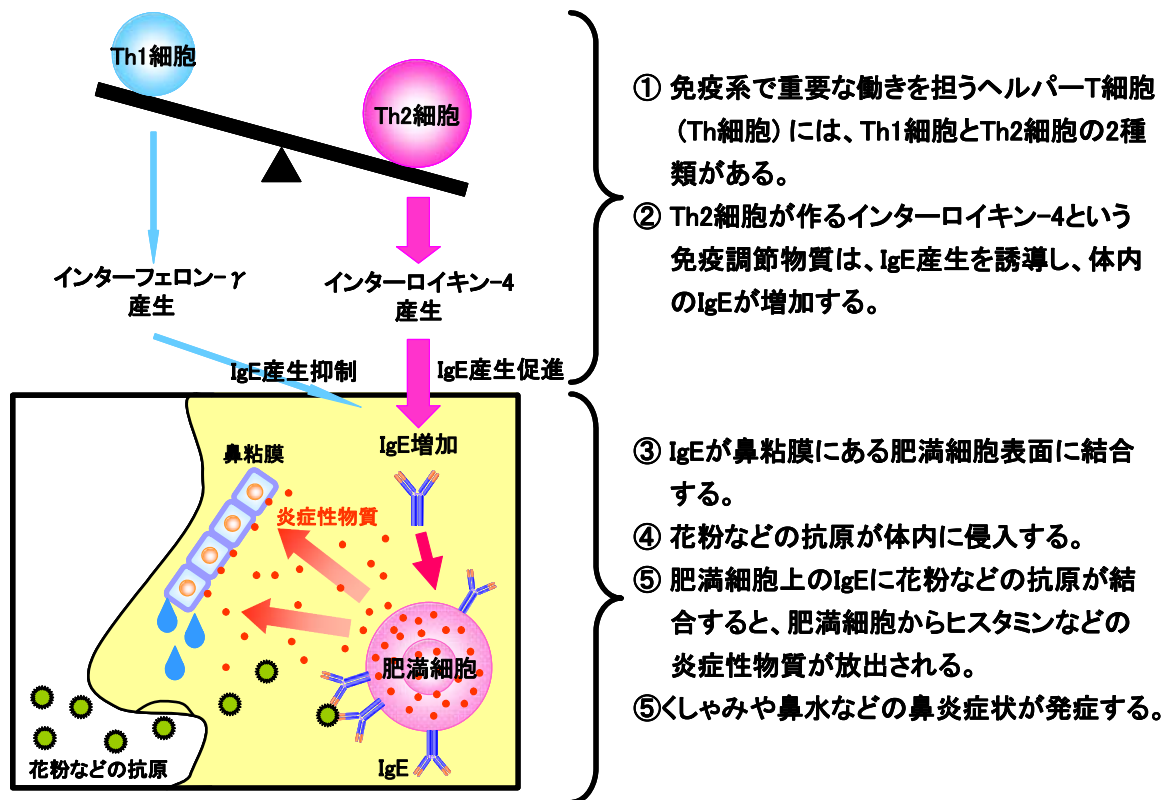 Th1細胞
Th2細胞
インターフェロン-γ
産生
インターロイキン-4
産生
IgE産生抑制
IgE産生促進
IgE増加
鼻粘膜
炎症性物質
肥満細胞
IgE
花粉などの抗原
① 免疫系で重要な働きを担うヘルパーT細胞
(Th細胞) には、Th1細胞とTh2細胞の2種
類がある。
② Th2細胞が作るインターロイキン-4という
免疫調節物質は、IgE産生を誘導し、体内
のIgEが増加する。
③ IgEが鼻粘膜にある肥満細胞表面に結合
する。
④ 花粉などの抗原が体内に侵入する。
⑤ 肥満細胞上のIgEに花粉などの抗原が結
合すると、肥満細胞からヒスタミンなどの
炎症性物質が放出される。
⑤くしゃみや鼻水などの鼻炎症状が発症する。